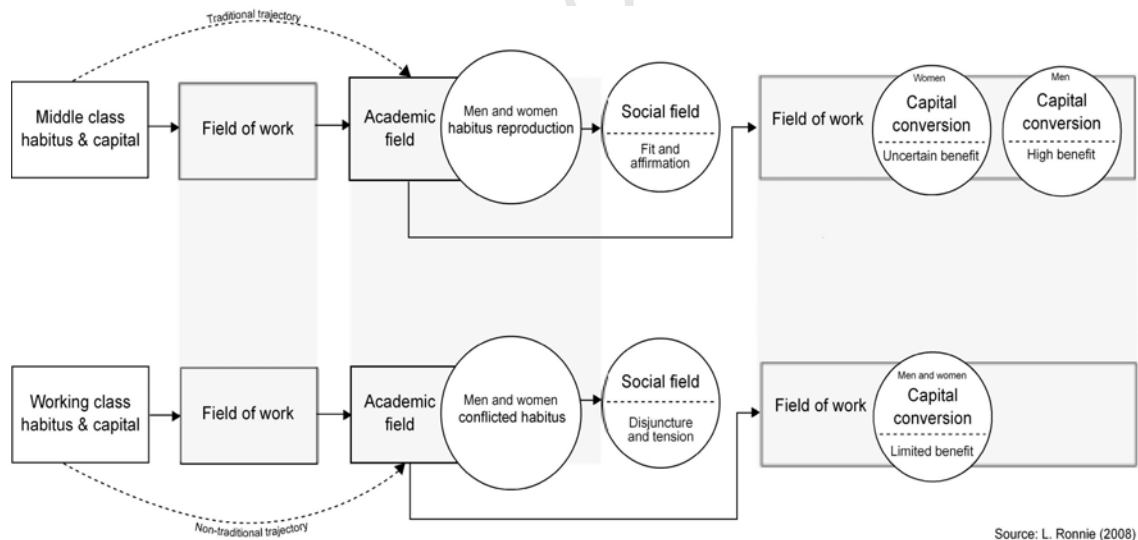 Traditional trajectory
Middle class
habitus & capital
Field of work
Academic
field
Men and women
habitus reproduction
Social field
Fit and
affirmation
Field of work
Women
Capital
conversion
Uncertain benefit
Men
Capital
conversion
High benefit
Working class
habitus & capital
Field of work
Academic
field
Men and women
conflicted habitus
Social field
Disjuncture
and tension
Field of work
Men and women
Capital
conversion
Limited benefit
Non-traditional trajectory
Source: L. Ronnie (2008)